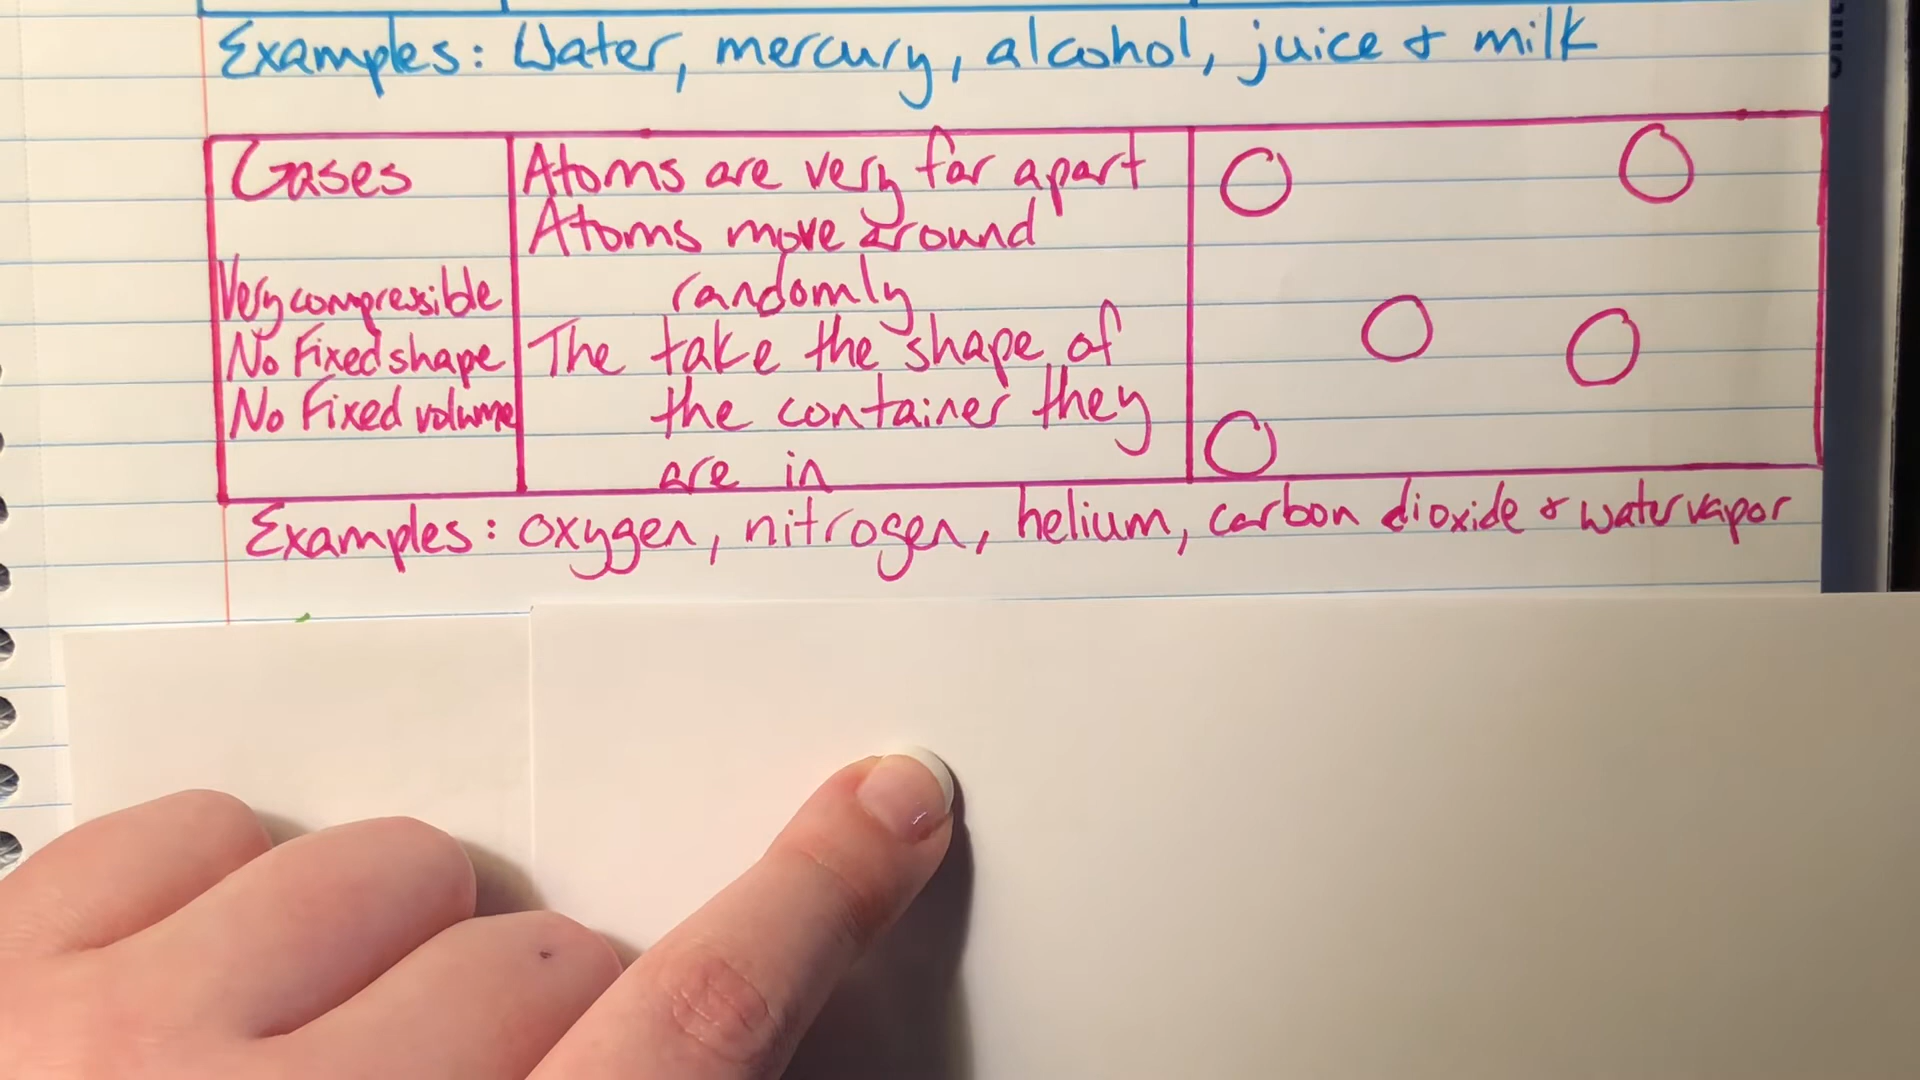 Examples: Water, mercury, alcohol, juice & milk
Gases
Very compressible
No Fixed shape
No Fixed volume
Atoms are very far apart
Atoms move around
randomly
The take the shape of
the container they
are in
Examples: oxygen, nitrogen, helium, carbon dioxide & water vapor